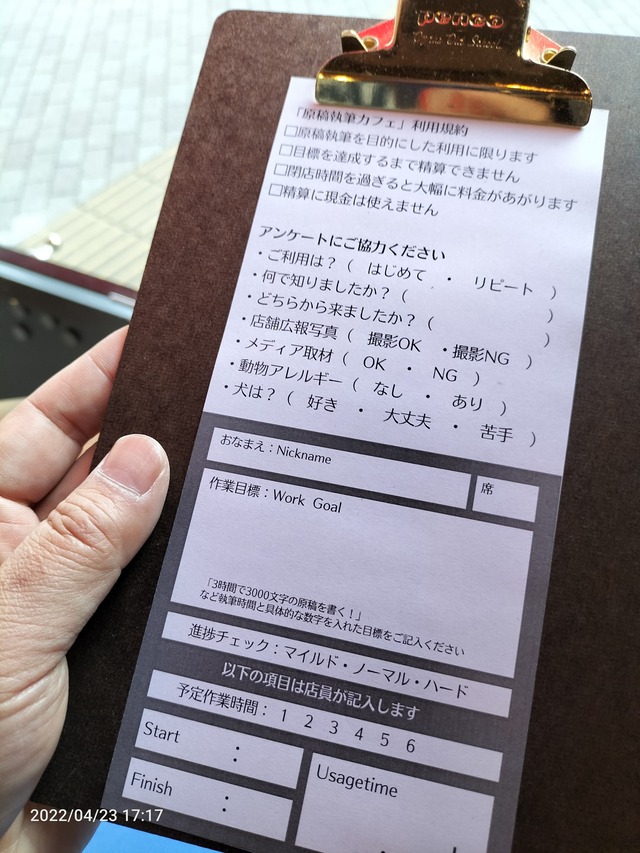 penco
「原稿執筆カフェ」利用規約
□原稿執筆を目的にした利用に限ります
□目標を達成するまで精算できません
□閉店時間を過ぎると大幅に料金があがります
□精算に現金は使えません
アンケートにご協力ください
・ご利用は?( はじめて ・ リピート )
・何で知りましたか?( )
・どちらから来ましたか?( )
・店舗広報写真( 撮影OK ・撮影NG )
・メディア取材( OK ・ NG )
・動物アレルギー( なし ・ あり )
・犬は?( 好き ・ 大丈夫 ・ 苦手 )
おなまえ:Nickname
席
作業目標:Work Goal
「3時間で3000文字の原稿を書く!」
など執筆時間と具体的な数字を入れた目標をご記入ください
進捗チェック:マイルド・ノーマル・ハード
以下の項目は店員が記入します
予定作業時間: 1 2 3 4 5 6
Start :
Usagetime
Finish :
2022/04/23 17:17